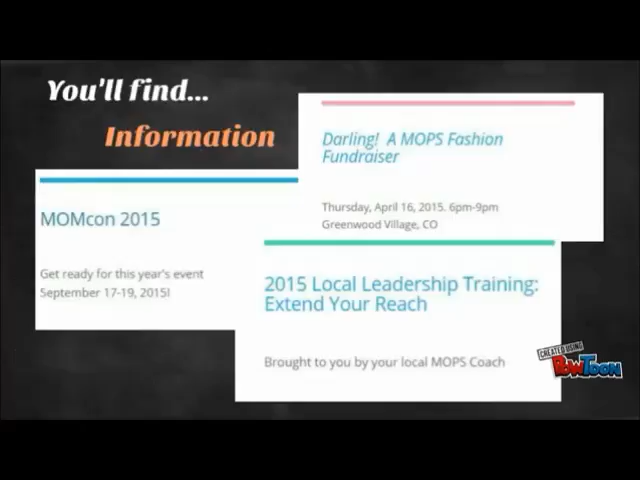 You'll find...
Information
Darling! A MOPS Fashion
Fundraiser
Thursday, April 16, 2015. 6pm-9pm
Greenwood Village, CO
MOMcon 2015
Get ready for this year's event
September 17-19, 2015!
2015 Local Leadership Training:
Extend Your Reach
Brought to you by your local MOPS Coach
CREATED USING
POWTOON